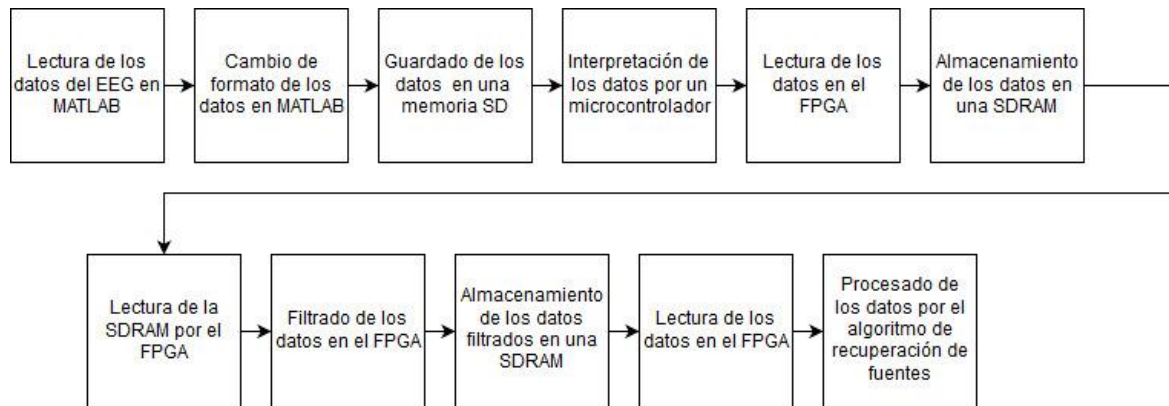 Lectura de los
datos del EEG en
MATLAB
Cambio de
formato de los
datos en MATLAB
Guardado de los
datos en una
memoria SD
Interpretación de
los datos por un
microcontrolador
Lectura de los
datos en el
FPGA
Almacenamiento
de los datos en
una SDRAM
Lectura de la
SDRAM por el
FPGA
Filtrado de los
datos en el FPGA
Almacenamiento
de los datos
filtrados en una
SDRAM
Lectura de los
datos en el FPGA
Procesado de
los datos por el
algoritmo de
recuperación de
fuentes